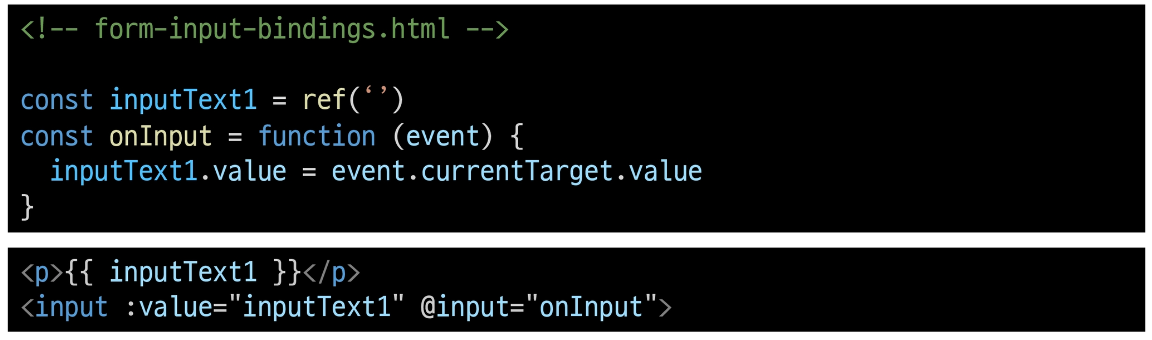 <!-- form-input-bindings.html -->
const inputText1 = ref(‘’)
const onInput = function (event) {
  inputText1.value = event.currentTarget.value
}
<p>{{ inputText1 }}</p>
<input :value="inputText1" @input="onInput">